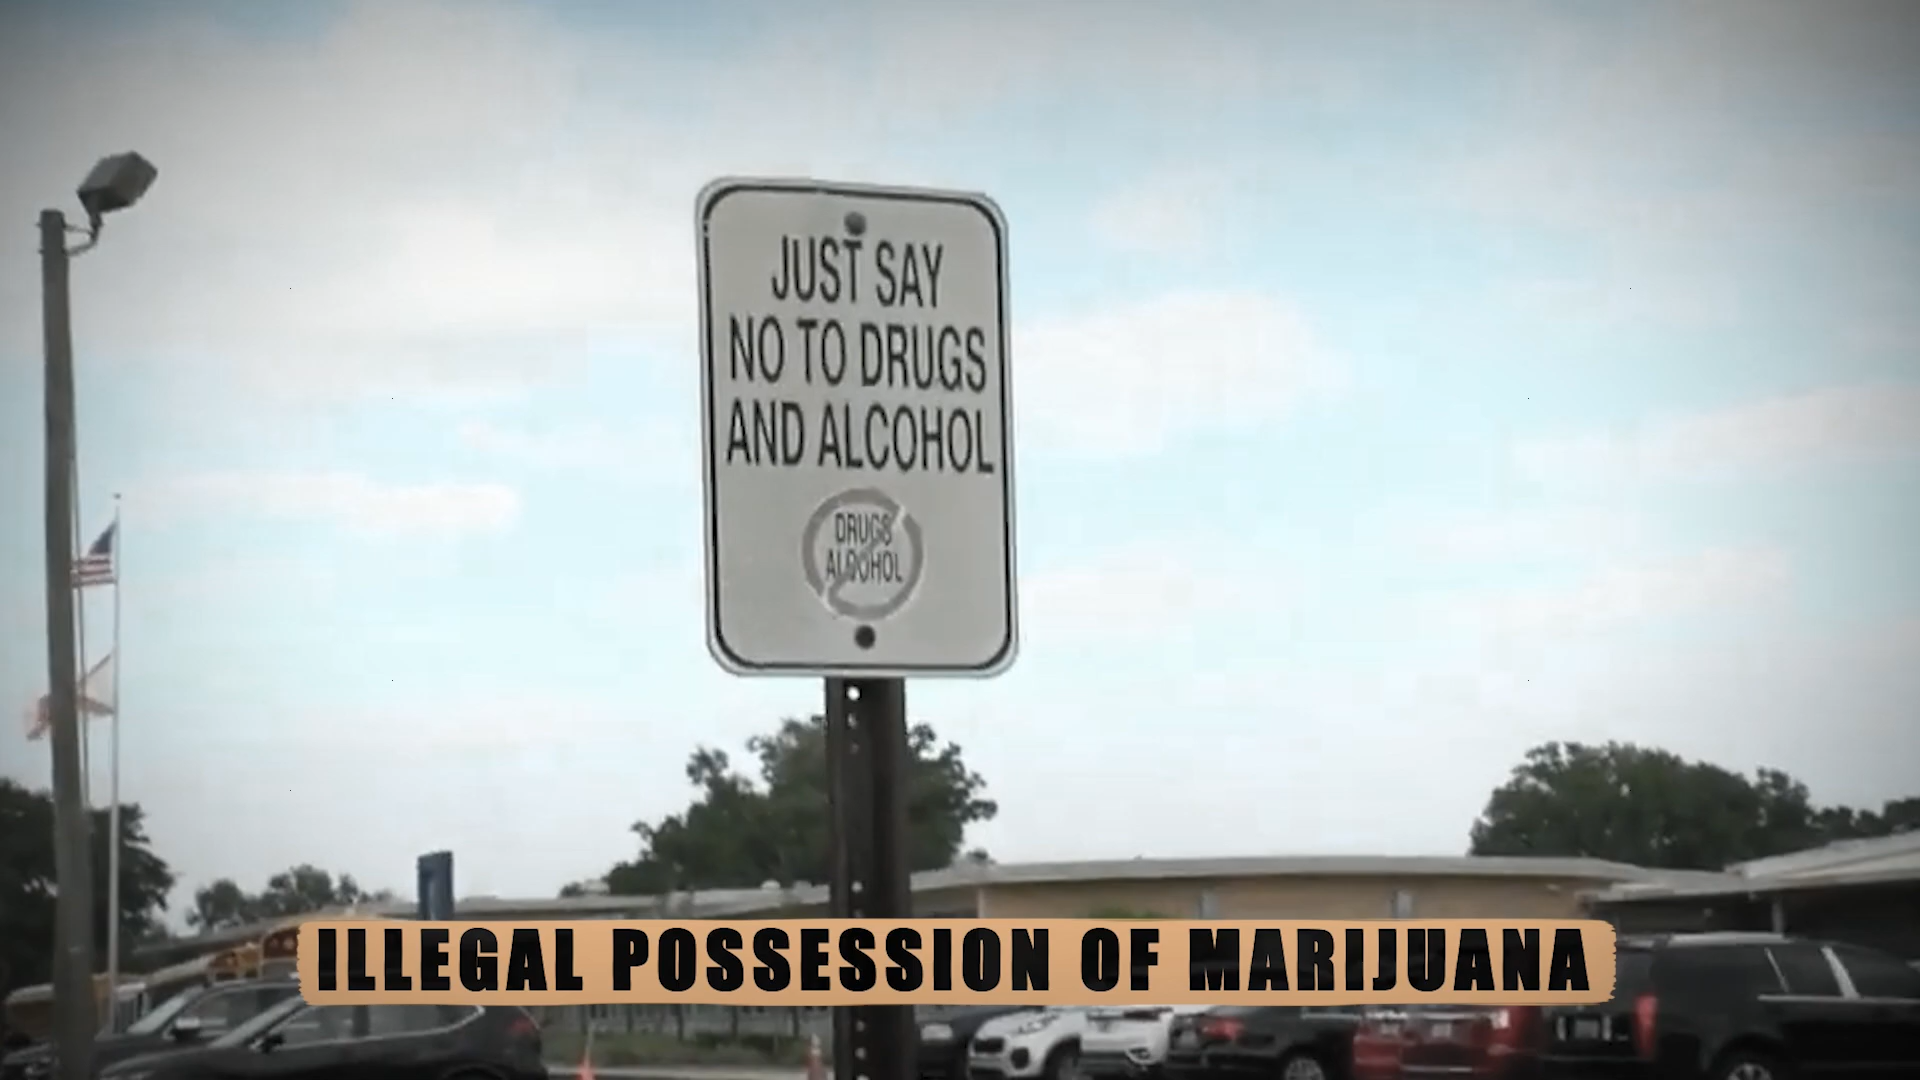 JUST SAY
NO TO DRUGS
AND ALCOHOL
DRUGS
ALCOHOL
ILLEGAL POSSESSION OF MARIJUANA